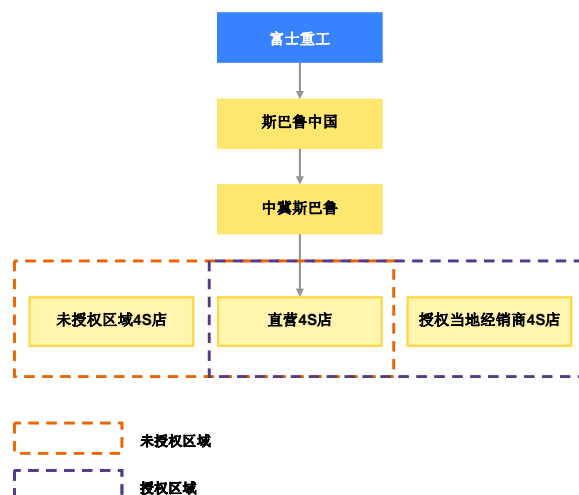 富士重工
斯巴鲁中国
中冀斯巴鲁
未授权区域4S店
直营4S店
授权当地经销商4S店
未授权区域
授权区域